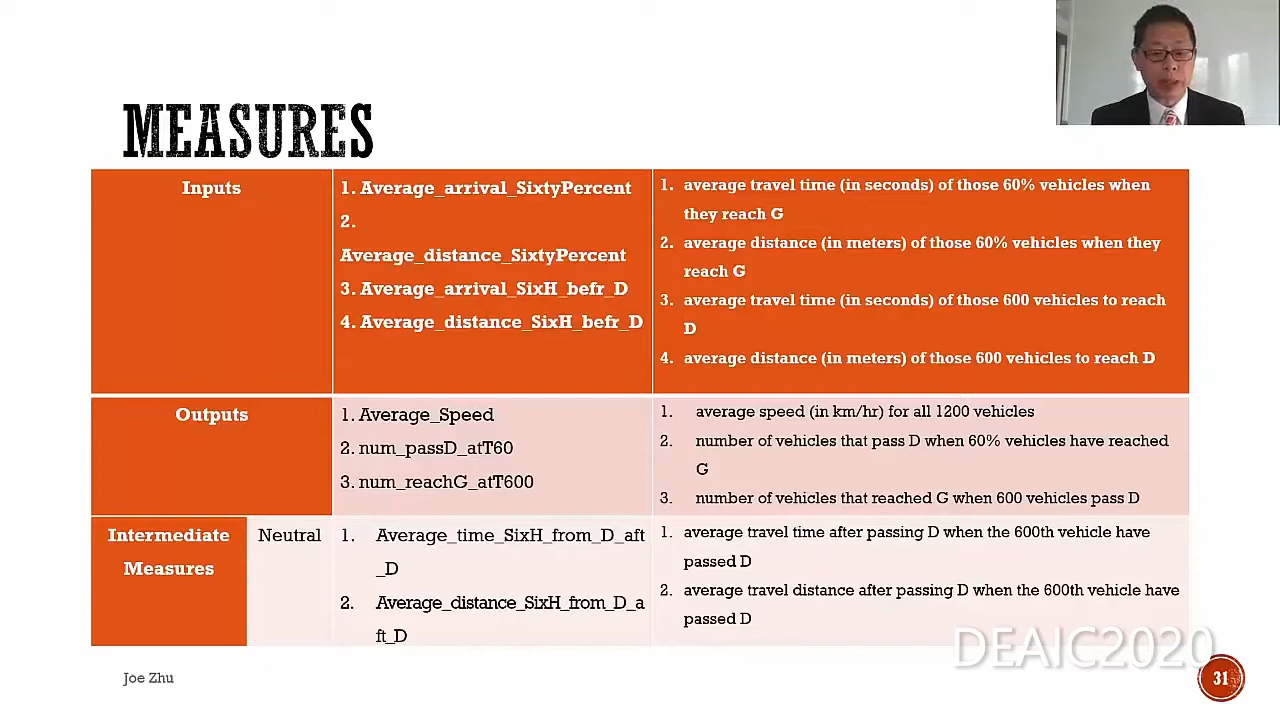 MEASURES
Inputs
1. Average_arrival_SixtyPercent
2.
Average_distance_SixtyPercent
3. Average_arrival_SixH_befr_D
4. Average_distance_SixH_befr_D
1. average travel time (in seconds) of those 60% vehicles when
they reach G
2. average distance (in meters) of those 60% vehicles when they
reach G
3. average travel time (in seconds) of those 600 vehicles to reach
D
4. average distance (in meters) of those 600 vehicles to reach D
Outputs
1. Average_Speed
2. num_passD_atT60
3. num_reachG_atT600
1. average speed (in km/hr) for all 1200 vehicles
2. number of vehicles that pass D when 60% vehicles have reached
G
3. number of vehicles that reached G when 600 vehicles pass D
Intermediate
Measures
Neutral
1. Average_time_SixH_from_D_aft
_D
2. Average_distance_SixH_from_D_a
ft_D
1. average travel time after passing D when the 600th vehicle have
passed D
2. average travel distance after passing D when the 600th vehicle have
passed D
DEAIC2020
Joe Zhu
31